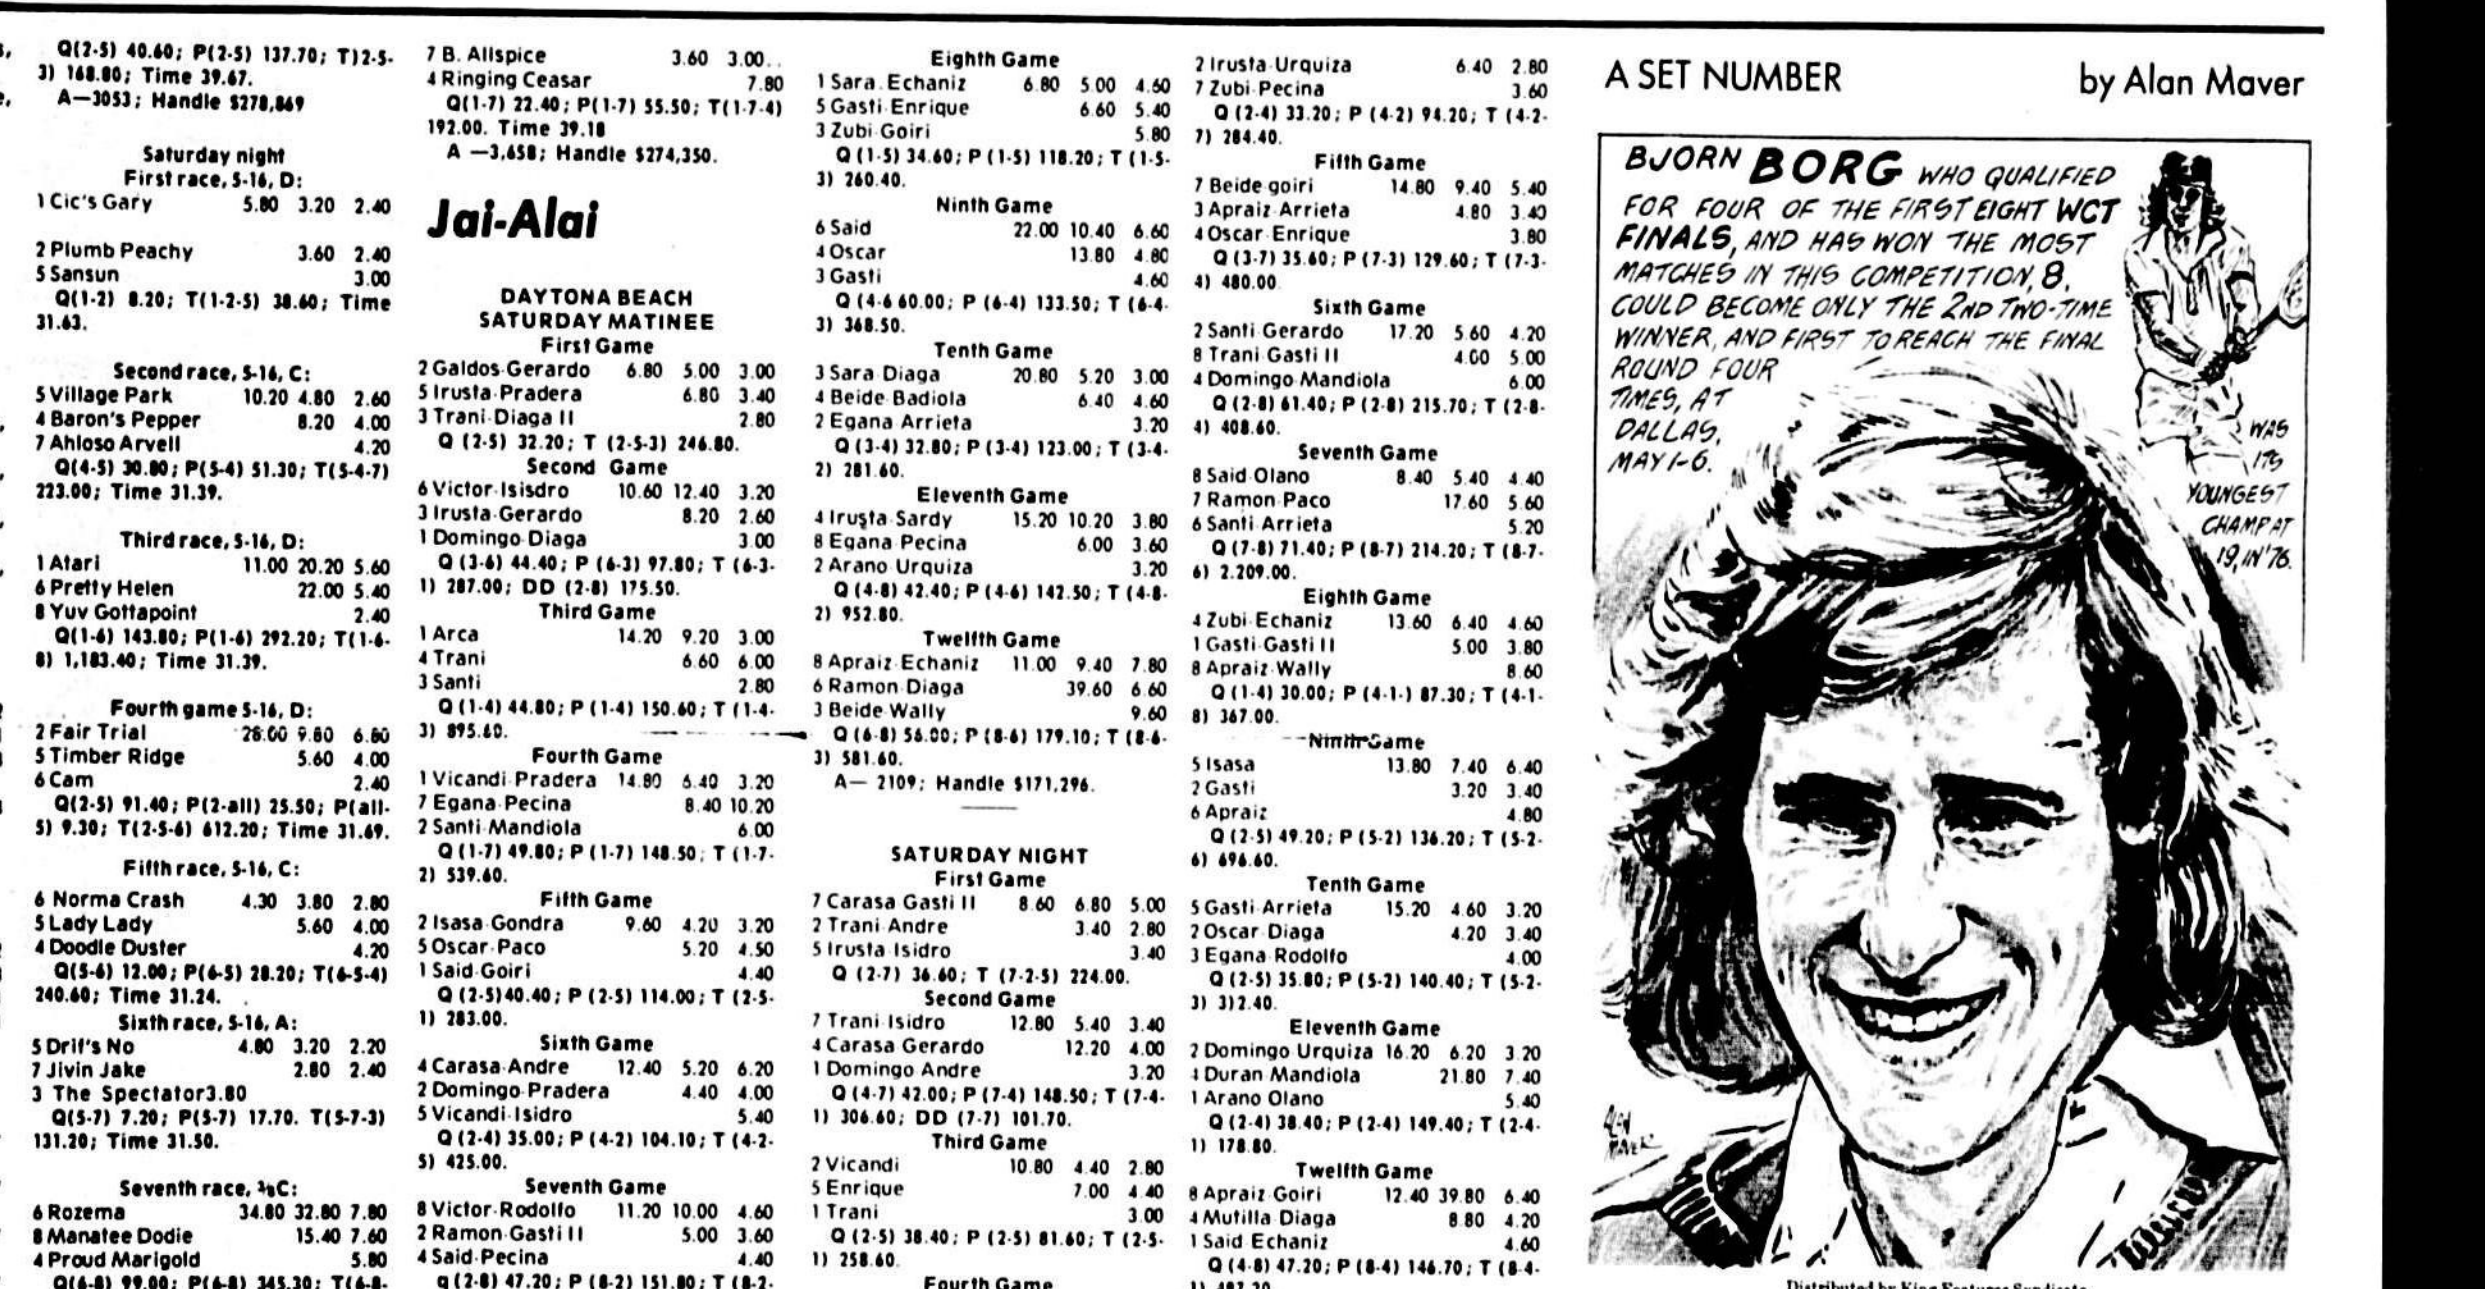 Q(2-5) 40.60; P(2-5) 137.70; T)2-5-
3) 168.80; Time 39.67.
A—3053; Handle $278,869
Saturday night
First race, 5-16, D:
1 Cic's Gary 5.80 3.20 2.40
2 Plumb Peachy 3.60 2.40
5 Sansun 3.00
Q(1-2) 8.20; T(1-2-5) 38.60; Time
31.63.
Second race, 5-16, C:
5 Village Park 10.20 4.80 2.60
4 Baron's Pepper 8.20 4.00
7 Ahloso Arvell 4.20
Q(4-5) 30.80; P(5-4) 51.30; T(5-4-7)
223.00; Time 31.39.
Third race, 5-16, D:
1 Atari 11.00 20.20 5.60
6 Pretty Helen 22.00 5.40
8 Yuv Gottapoint 2.40
Q(1-6) 143.80; P(1-6) 292.20; T(1-6-
8) 1,183.40; Time 31.39.
Fourth game 5-16, D:
2 Fair Trial 28.00 9.80 6.80
5 Timber Ridge 5.60 4.00
6 Cam 2.40
Q(2-5) 91.40; P(2-all) 25.50; P(all-
5) 9.30; T(2-5-6) 612.20; Time 31.69.
Fifth race, 5-16, C:
6 Norma Crash 4.30 3.80 2.80
5 Lady Lady 5.60 4.00
4 Doodle Duster 4.20
Q(5-6) 12.00; P(6-5) 28.20; T(6-5-4)
240.60; Time 31.24.
Sixth race, 5-16, A:
5 Drif's No 4.80 3.20 2.20
7 Jivin Jake 2.80 2.40
3 The Spectator3.80
Q(5-7) 7.20; P(5-7) 17.70. T(5-7-3)
131.20; Time 31.50.
Seventh race, ⅜C:
6 Rozema 34.80 32.80 7.80
8 Manatee Dodie 15.40 7.60
4 Proud Marigold 5.80
Q(6-8) 99.00; P(6-8) 345.30; T(6-8-
7 B. Allspice 3.60 3.00..
4 Ringing Ceasar 7.80
Q(1-7) 22.40; P(1-7) 55.50; T(1-7-4)
192.00. Time 39.18
A —3,658; Handle $274,350.
Jai-Alai
DAYTONA BEACH
SATURDAY MATINEE
First Game
2 Galdos-Gerardo 6.80 5.00 3.00
5 Irusta-Pradera 6.80 3.40
3 Trani-Diaga II 2.80
Q (2-5) 32.20; T (2-5-3) 246.80.
Second Game
6 Victor-Isisdro 10.60 12.40 3.20
3 Irusta-Gerardo 8.20 2.60
1 Domingo-Diaga 3.00
Q (3-6) 44.40; P (6-3) 97.80; T (6-3-
1) 287.00; DD (2-8) 175.50.
Third Game
1 Arca 14.20 9.20 3.00
4 Trani 6.60 6.00
3 Santi 2.80
Q (1-4) 44.80; P (1-4) 150.60; T (1-4-
3) 895.60.
Fourth Game
1 Vicandi-Pradera 14.80 6.40 3.20
7 Egana-Pecina 8.40 10.20
2 Santi-Mandiola 6.00
Q (1-7) 49.80; P (1-7) 148.50; T (1-7-
2) 539.60.
Fifth Game
2 Isasa-Gondra 9.60 4.20 3.20
5 Oscar-Paco 5.20 4.50
1 Said-Goiri 4.40
Q (2-5)40.40; P (2-5) 114.00; T (2-5-
1) 283.00.
Sixth Game
4 Carasa-Andre 12.40 5.20 6.20
2 Domingo-Pradera 4.40 4.00
5 Vicandi-Isidro 5.40
Q (2-4) 35.00; P (4-2) 104.10; T (4-2-
5) 425.00.
Seventh Game
8 Victor-Rodolfo 11.20 10.00 4.60
2 Ramon-Gasti II 5.00 3.60
4 Said-Pecina 4.40
q (2-8) 47.20; P (8-2) 151.80; T (8-2-
Eighth Game
1 Sara-Echaniz 6.80 5.00 4.60
5 Gasti-Enrique 6.60 5.40
3 Zubi-Goiri 5.80
Q (1-5) 34.60; P (1-5) 118.20; T (1-5-
3) 260.40.
Ninth Game
6 Said 22.00 10.40 6.60
4 Oscar 13.80 4.80
3 Gasti 4.60
Q (4-6 60.00; P (6-4) 133.50; T (6-4-
3) 368.50.
Tenth Game
3 Sara-Diaga 20.80 5.20 3.00
4 Beide-Badiola 6.40 4.60
2 Egana-Arrieta 3.20
Q (3-4) 32.80; P (3-4) 123.00; T (3-4-
2) 281.60.
Eleventh Game
4 Irusta-Sardy 15.20 10.20 3.80
8 Egana-Pecina 6.00 3.60
2 Arano-Urquiza 3.20
Q (4-8) 42.40; P (4-6) 142.50; T (4-8-
2) 952.80.
Twelfth Game
8 Apraiz-Echaniz 11.00 9.40 7.80
6 Ramon-Diaga 39.60 6.60
3 Beide-Wally 9.60
Q (6-8) 56.00; P (8-6) 179.10; T (8-6-
3) 581.60.
A— 2109; Handle $171,296.
SATURDAY NIGHT
First Game
7 Carasa-Gasti II 8.60 6.80 5.00
2 Trani-Andre 3.40 2.80
5 Irusta-Isidro 3.40
Q (2-7) 36.60; T (7-2-5) 224.00.
Second Game
7 Trani-Isidro 12.80 5.40 3.40
4 Carasa-Gerardo 12.20 4.00
1 Domingo-Andre 3.20
Q (4-7) 42.00; P (7-4) 148.50; T (7-4-
1) 306.60; DD (7-7) 101.70.
Third Game
2 Vicandi 10.80 4.40 2.80
5 Enrique 7.00 4.40
1 Trani 3.00
Q (2-5) 38.40; P (2-5) 81.60; T (2-5-
1) 258.60.
Fourth Game
2 Irusta-Urquiza 6.40 2.80
7 Zubi-Pecina 3.60
Q (2-4) 33.20; P (4-2) 94.20; T (4-2-
7) 284.40.
Fifth Game
7 Beide-goiri 14.80 9.40 5.40
3 Apraiz-Arrieta 4.80 3.40
4 Oscar-Enrique 3.80
Q (3-7) 35.60; P (7-3) 129.60; T (7-3-
4) 480.00.
Sixth Game
2 Santi-Gerardo 17.20 5.60 4.20
8 Trani-Gasti II 4.00 5.00
4 Domingo-Mandiola 6.00
Q (2-8) 61.40; P (2-8) 215.70; T (2-8-
4) 408.60.
Seventh Game
8 Said-Olano 8.40 5.40 4.40
7 Ramon-Paco 17.60 5.60
6 Santi-Arrieta 5.20
Q (7-8) 71.40; P (8-7) 214.20; T (8-7-
6) 2.209.00.
Eighth Game
4 Zubi-Echaniz 13.60 6.40 4.60
1 Gasti-Gasti II 5.00 3.80
8 Apraiz-Wally 8.60
Q (1-4) 30.00; P (4-1-) 87.30; T (4-1-
8) 367.00.
Ninth Game
5 Isasa 13.80 7.40 6.40
2 Gasti 3.20 3.40
6 Apraiz 4.80
Q (2-5) 49.20; P (5-2) 136.20; T (5-2-
6) 696.60.
Tenth Game
5 Gasti-Arrieta 15.20 4.60 3.20
2 Oscar-Diaga 4.20 3.40
3 Egana-Rodolfo 4.00
Q (2-5) 35.80; P (5-2) 140.40; T (5-2-
3) 3)2.40.
Eleventh Game
2 Domingo-Urquiza 16.20 6.20 3.20
4 Duran-Mandiola 21.80 7.40
1 Arano-Olano 5.40
Q (2-4) 38.40; P (2-4) 149.40; T (2-4-
1) 178.80.
Twelfth Game
8 Apraiz-Goiri 12.40 39.80 6.40
4 Mutilla-Diaga 8.80 4.20
1 Said-Echaniz 4.60
Q (4-8) 47.20; P (8-4) 146.70; T (8-4-
A SET NUMBER by Alan Maver
BJORN BORG WHO QUALIFIED
FOR FOUR OF THE FIRST EIGHT WCT
FINALS, AND HAS WON THE MOST
MATCHES IN THIS COMPETITION, 8,
COULD BECOME ONLY THE 2ND TWO-TIME
WINNER, AND FIRST TO REACH THE FINAL
ROUND FOUR
TIMES, AT
DALLAS,
MAY 1-6.
WAS
ITS
YOUNGEST
CHAMP AT
19, IN '76.
ALAN
MAVER
Distributed by King Features Syndicate